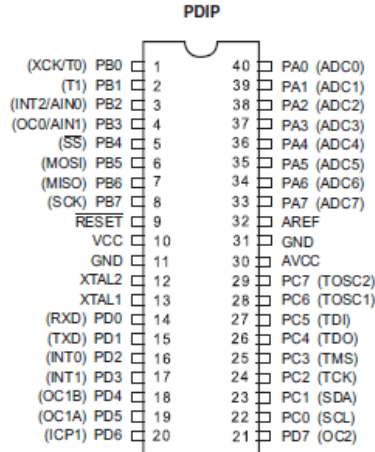 PDIP
(XCK/T0) PB0 1 40 PA0 (ADC0)
(T1) PB1 2 39 PA1 (ADC1)
(INT2/AIN0) PB2 3 38 PA2 (ADC2)
(OC0/AIN1) PB3 4 37 PA3 (ADC3)
(SS) PB4 5 36 PA4 (ADC4)
(MOSI) PB5 6 35 PA5 (ADC5)
(MISO) PB6 7 34 PA6 (ADC6)
(SCK) PB7 8 33 PA7 (ADC7)
RESET 9 32 AREF
VCC 10 31 GND
GND 11 30 AVCC
XTAL2 12 29 PC7 (TOSC2)
XTAL1 13 28 PC6 (TOSC1)
(RXD) PD0 14 27 PC5 (TDI)
(TXD) PD1 15 26 PC4 (TDO)
(INT0) PD2 16 25 PC3 (TMS)
(INT1) PD3 17 24 PC2 (TCK)
(OC1B) PD4 18 23 PC1 (SDA)
(OC1A) PD5 19 22 PC0 (SCL)
(ICP1) PD6 20 21 PD7 (OC2)